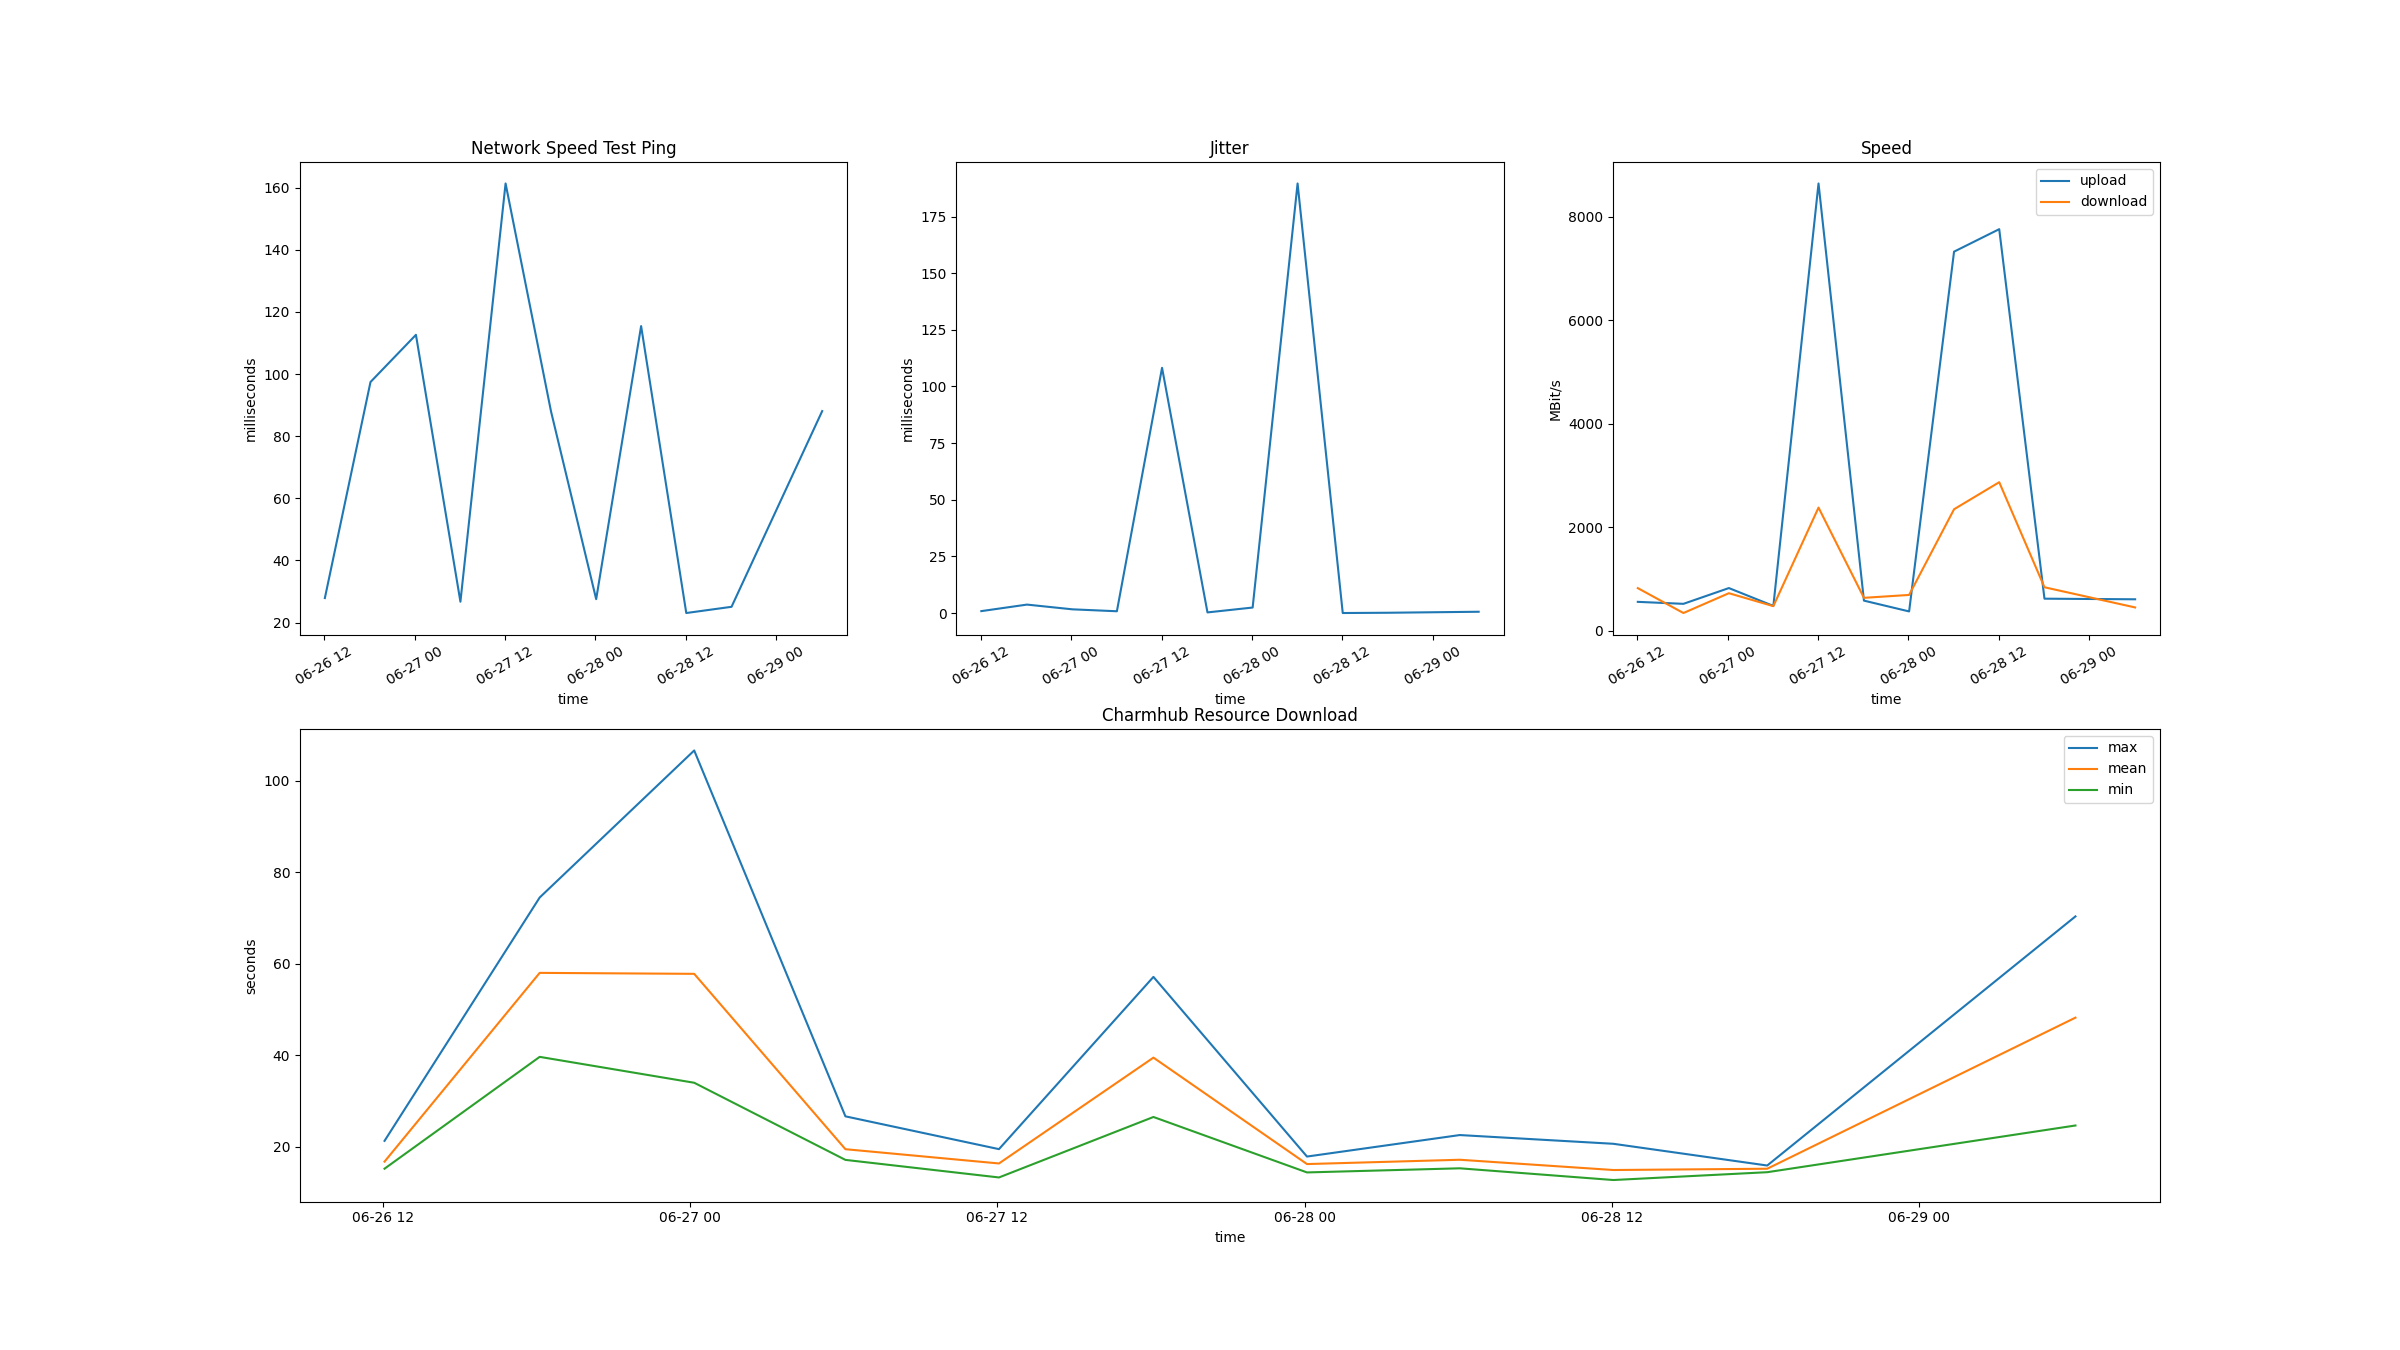 Network Speed Test Ping
160
140
120
100
80
60
40
20
milliseconds
06-26 12
06-27 00
06-27 12
06-28 00
06-28 12
06-29 00
time
Jitter
175
150
125
100
75
50
25
0
milliseconds
06-26 12
06-27 00
06-27 12
06-28 00
06-28 12
06-29 00
time
Speed
upload
download
8000
6000
4000
2000
0
MBit/s
06-26 12
06-27 00
06-27 12
06-28 00
06-28 12
06-29 00
time
Charmhub Resource Download
max
mean
min
100
80
60
40
20
seconds
06-26 12
06-27 00
06-27 12
06-28 00
06-28 12
06-29 00
time